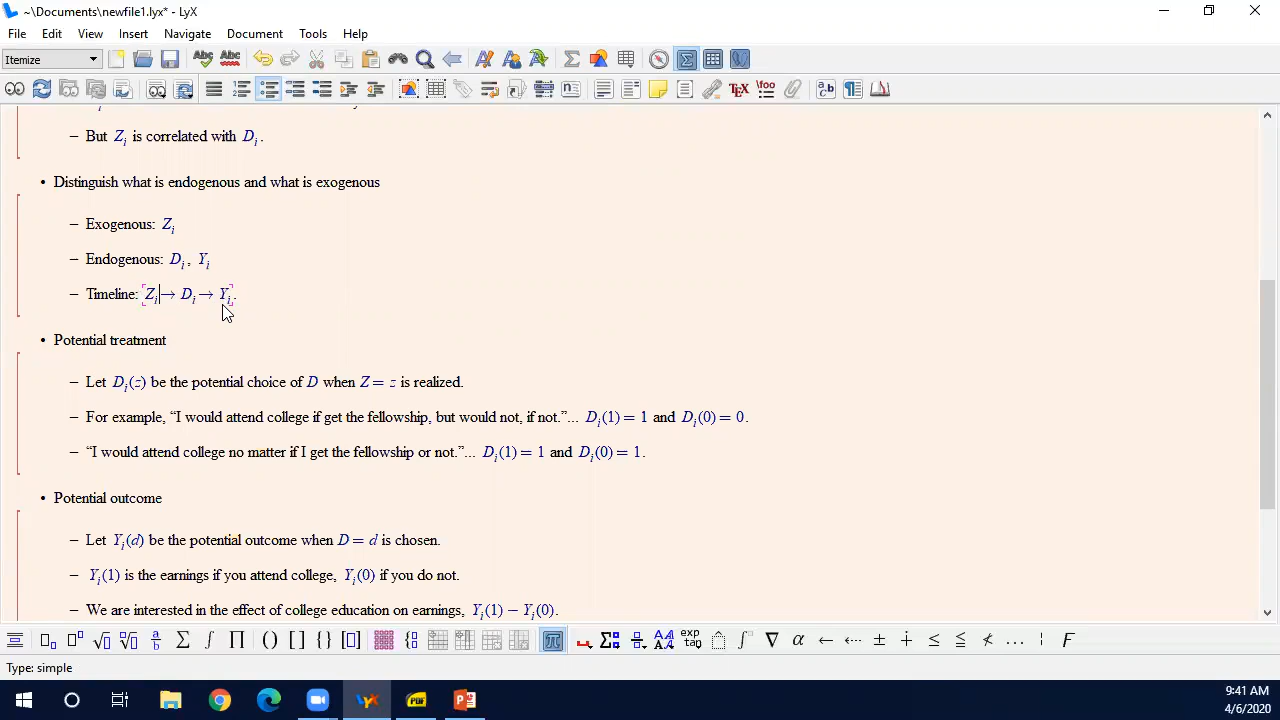 ~\Documents\newfile1.lyx* - LyX
File Edit View Insert Navigate Document Tools Help
Itemize
– But Z_i is correlated with D_i.
• Distinguish what is endogenous and what is exogenous
– Exogenous: Z_i
– Endogenous: D_i, Y_i
– Timeline: Z_i → D_i → Y_i.
• Potential treatment
– Let D_i(z) be the potential choice of D when Z = z is realized.
– For example, “I would attend college if get the fellowship, but would not, if not.”... D_i(1) = 1 and D_i(0) = 0.
– “I would attend college no matter if I get the fellowship or not.”... D_i(1) = 1 and D_i(0) = 1.
• Potential outcome
– Let Y_i(d) be the potential outcome when D = d is chosen.
– Y_i(1) is the earnings if you attend college, Y_i(0) if you do not.
– We are interested in the effect of college education on earnings, Y_i(1) − Y_i(0).
Type: simple
9:41 AM
4/6/2020